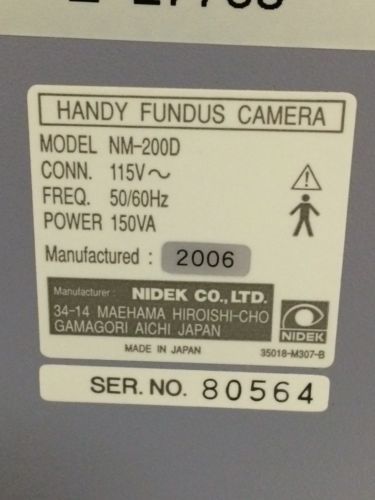 HANDY FUNDUS CAMERA
MODEL NM-200D
CONN. 115V～
FREQ. 50/60Hz
POWER 150VA
Manufactured : 2006
Manufacturer : NIDEK CO., LTD.
34-14 MAEHAMA HIROISHI-CHO
GAMAGORI AICHI JAPAN
NIDEK
MADE IN JAPAN 35018-M307-B
SER. NO. 80564